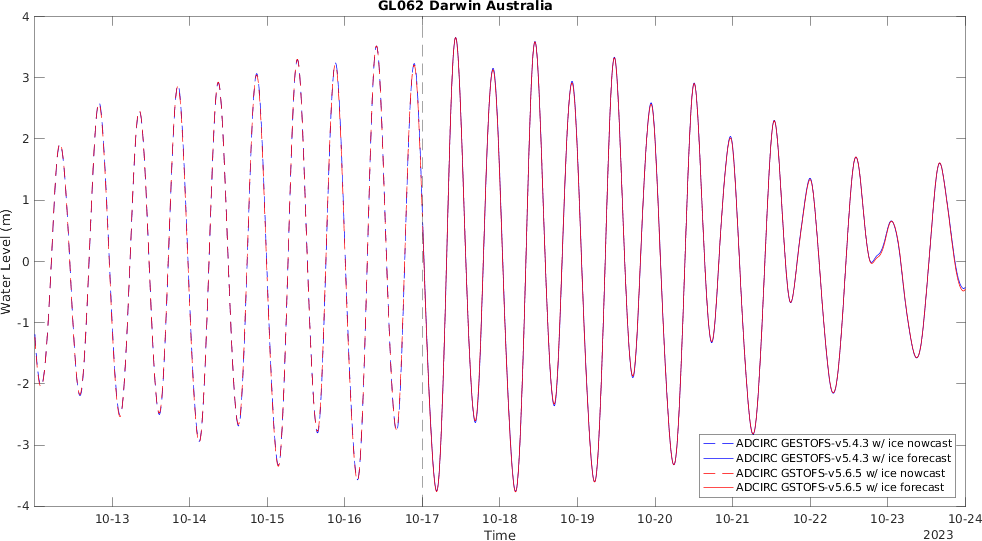 GL062 Darwin Australia
Water Level (m)
4
3
2
1
0
-1
-2
-3
-4
10-13 10-14 10-15 10-16 10-17 10-18 10-19 10-20 10-21 10-22 10-23 10-24
Time
2023
ADCIRC GESTOFS-v5.4.3 w/ ice nowcast
ADCIRC GESTOFS-v5.4.3 w/ ice forecast
ADCIRC GSTOFS-v5.6.5 w/ ice nowcast
ADCIRC GSTOFS-v5.6.5 w/ ice forecast